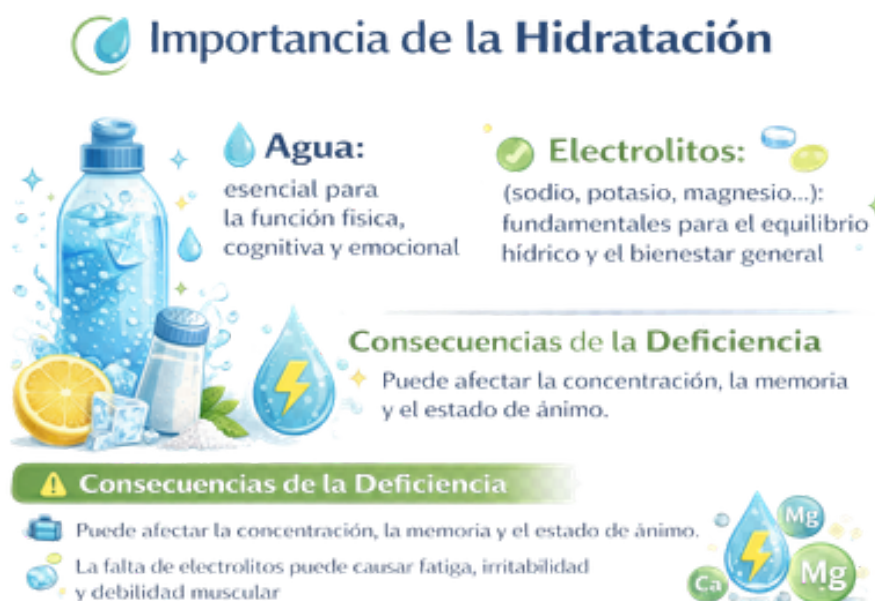 Importancia de la Hidratación
Agua:
esencial para
la función física,
cognitiva y emocional
Electrolitos:
(sodio, potasio, magnesio...):
fundamentales para el equilibrio
hídrico y el bienestar general
Consecuencias de la Deficiencia
Puede afectar la concentración, la memoria
y el estado de ánimo.
Consecuencias de la Deficiencia
Puede afectar la concentración, la memoria y el estado de ánimo.
La falta de electrolitos puede causar fatiga, irritabilidad
y debilidad muscular
Mg
Ca
Mg